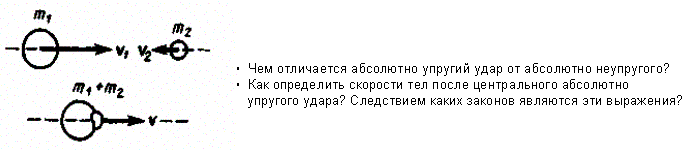 m₁
m₂
v₁ v₂
m₁+m₂
v
• Чем отличается абсолютно упругий удар от абсолютно неупругого?
• Как определить скорости тел после центрального абсолютно
упругого удара? Следствием каких законов являются эти выражения?